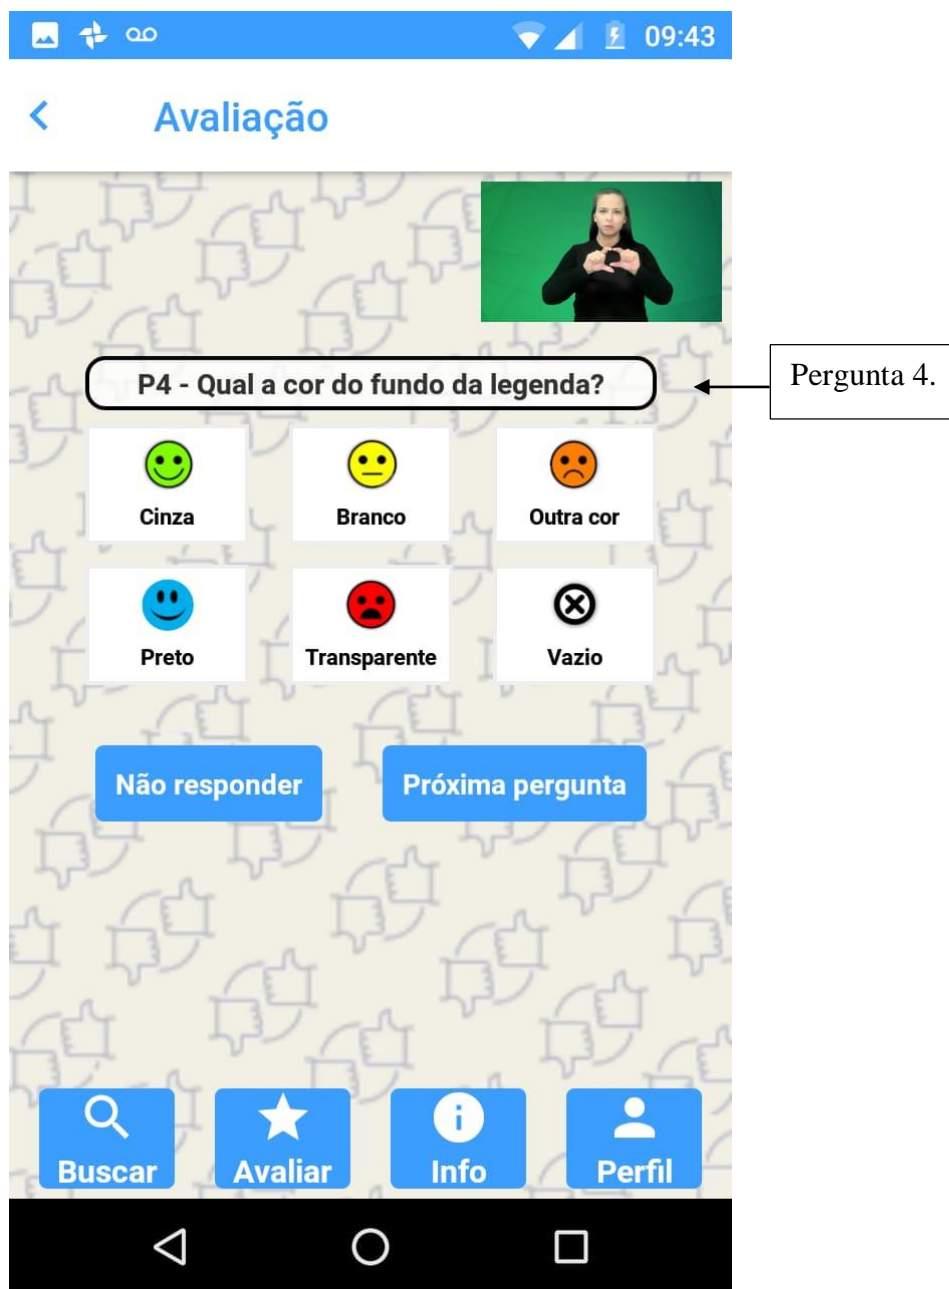 09:43
Avaliação
P4 - Qual a cor do fundo da legenda?
Pergunta 4.
Cinza
Branco
Outra cor
Preto
Transparente
Vazio
Não responder
Próxima pergunta
Buscar
Avaliar
Info
Perfil